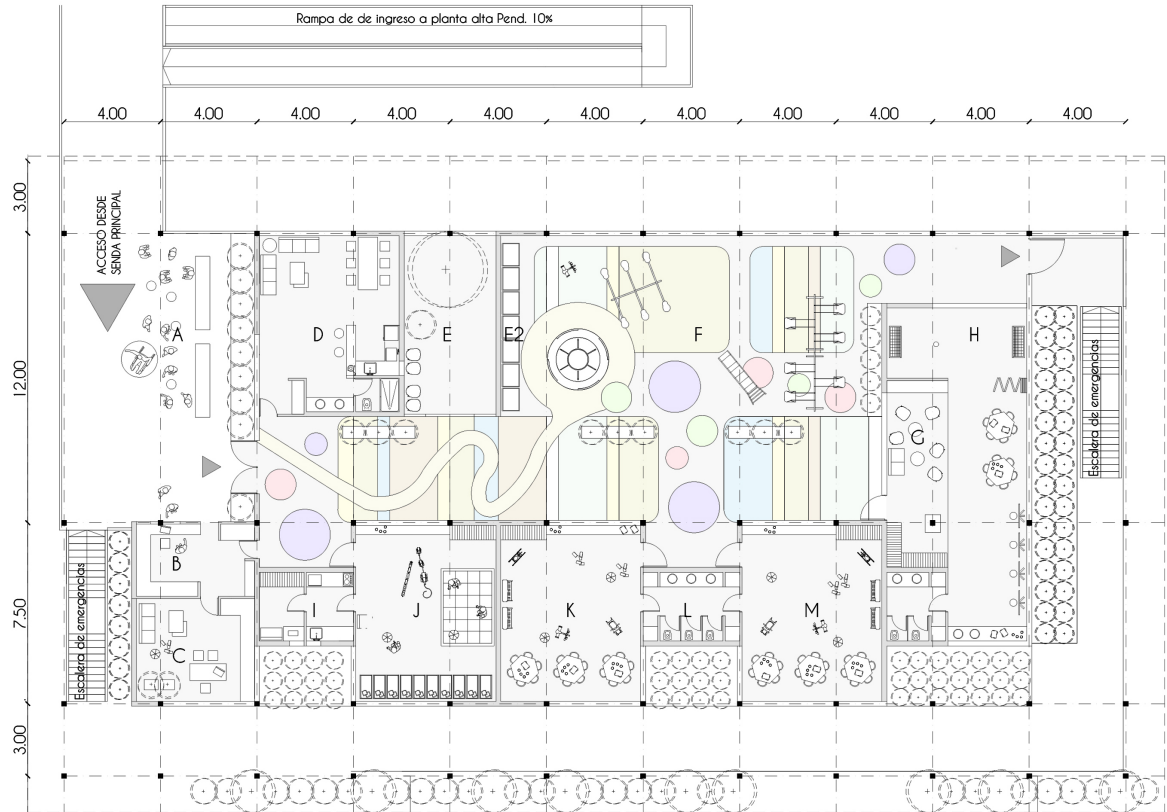 Rampa de de ingreso a planta alta Pend. 10%
4.00 4.00 4.00 4.00 4.00 4.00 4.00 4.00 4.00 4.00 4.00
3.00
ACCESO DESDE
SENDA PRINCIPAL
12.00
A D E E2 F H
G
Escalera de emergencias
7.50
Escalera de emergencias
B
I J K L M
C
3.00